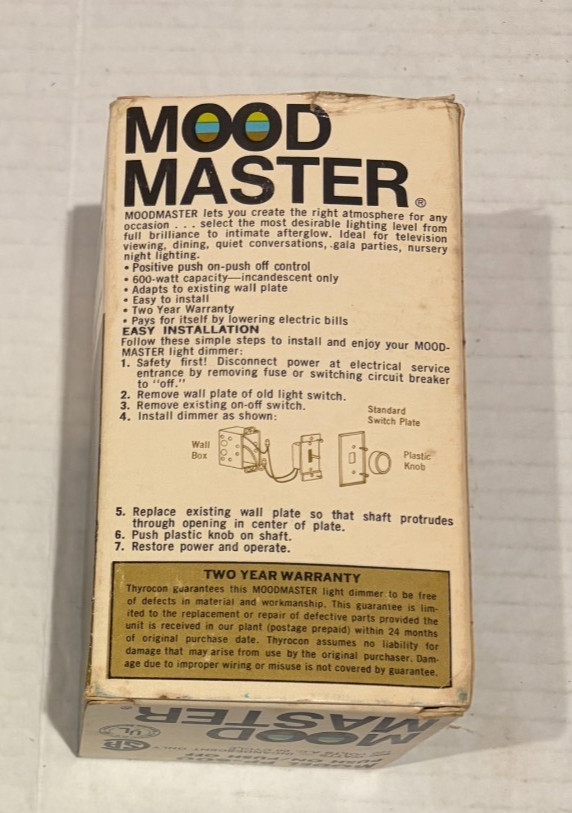 MOOD
MASTER®
MOODMASTER lets you create the right atmosphere for any
occasion . . . select the most desirable lighting level from
full brilliance to intimate afterglow. Ideal for television
viewing, dining, quiet conversations, gala parties, nursery
night lighting.
• Positive push on-push off control
• 600-watt capacity—incandescent only
• Adapts to existing wall plate
• Easy to install
• Two Year Warranty
• Pays for itself by lowering electric bills
EASY INSTALLATION
Follow these simple steps to install and enjoy your MOOD-
MASTER light dimmer:
1. Safety first! Disconnect power at electrical service
entrance by removing fuse or switching circuit breaker
to "off."
2. Remove wall plate of old light switch.
3. Remove existing on-off switch.
4. Install dimmer as shown:
Standard
Switch Plate
Wall
Box
Plastic
Knob
5. Replace existing wall plate so that shaft protrudes
through opening in center of plate.
6. Push plastic knob on shaft.
7. Restore power and operate.
TWO YEAR WARRANTY
Thyrocon guarantees this MOODMASTER light dimmer to be free
of defects in material and workmanship. This guarantee is lim-
ited to the replacement or repair of defective parts provided the
unit is received in our plant (postage prepaid) within 24 months
of original purchase date. Thyrocon assumes no liability for
damage that may arise from use by the original purchaser. Dam-
age due to improper wiring or misuse is not covered by guarantee.
MOOD
MASTER®
UL
PUSH ON/PUSH OFF